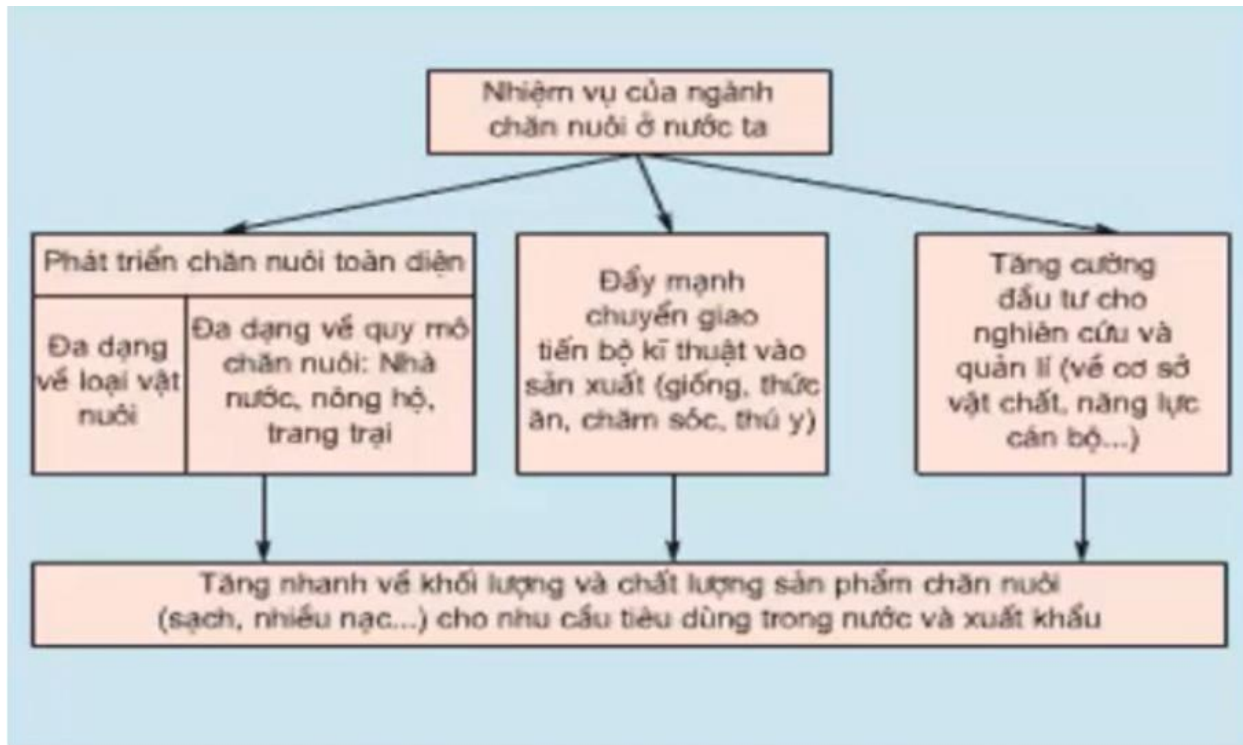 Nhiệm vụ của ngành
chăn nuôi ở nước ta
Phát triển chăn nuôi toàn diện
Đa dạng
về loại vật
nuôi
Đa dạng về quy mô
chăn nuôi: Nhà
nước, nông hộ,
trang trại
Đẩy mạnh
chuyển giao
tiến bộ kĩ thuật vào
sản xuất (giống, thức
ăn, chăm sóc, thú y)
Tăng cường
đầu tư cho
nghiên cứu và
quản lí (về cơ sở
vật chất, năng lực
cán bộ...)
Tăng nhanh về khối lượng và chất lượng sản phẩm chăn nuôi
(sạch, nhiều nạc...) cho nhu cầu tiêu dùng trong nước và xuất khẩu